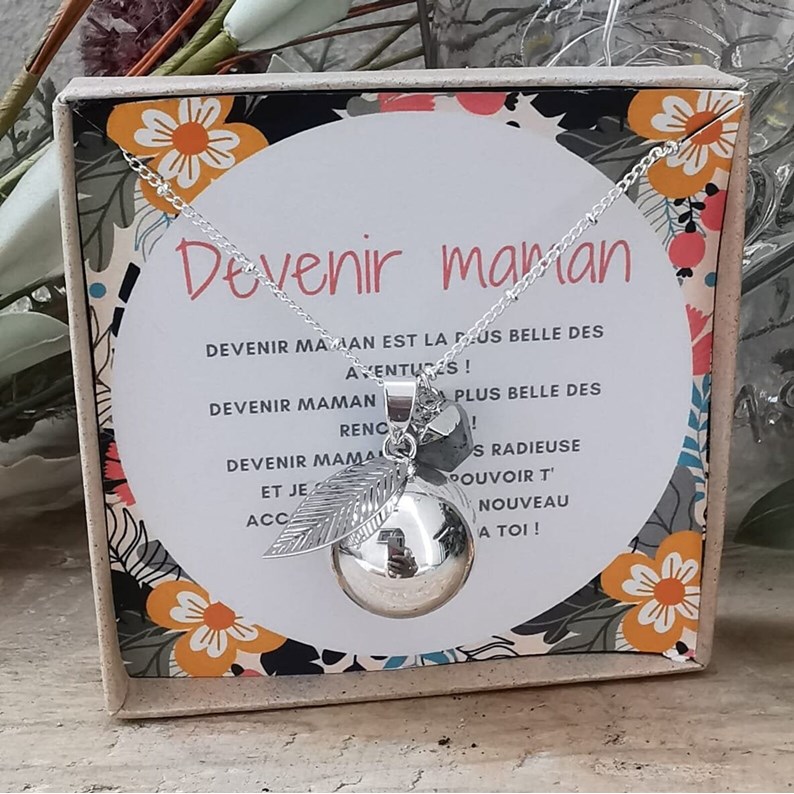 Devenir maman
DEVENIR MAMAN EST LA PLUS BELLE DES
AVENTURES !
DEVENIR MAMAN PLUS BELLE DES
!
DEVENIR MAMAN RADIEUSE
ET JE POUVOIR T'
NOUVEAU
A TOI !